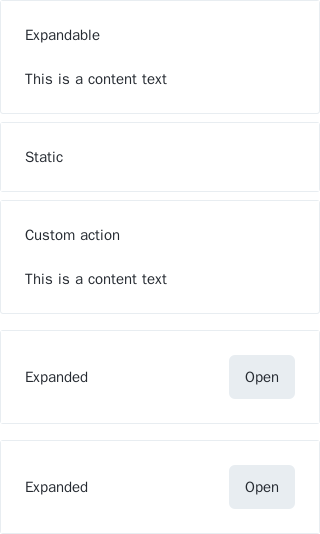 Expandable
This is a content text
Static
Custom action
This is a content text
Expanded
Open
Expanded
Open